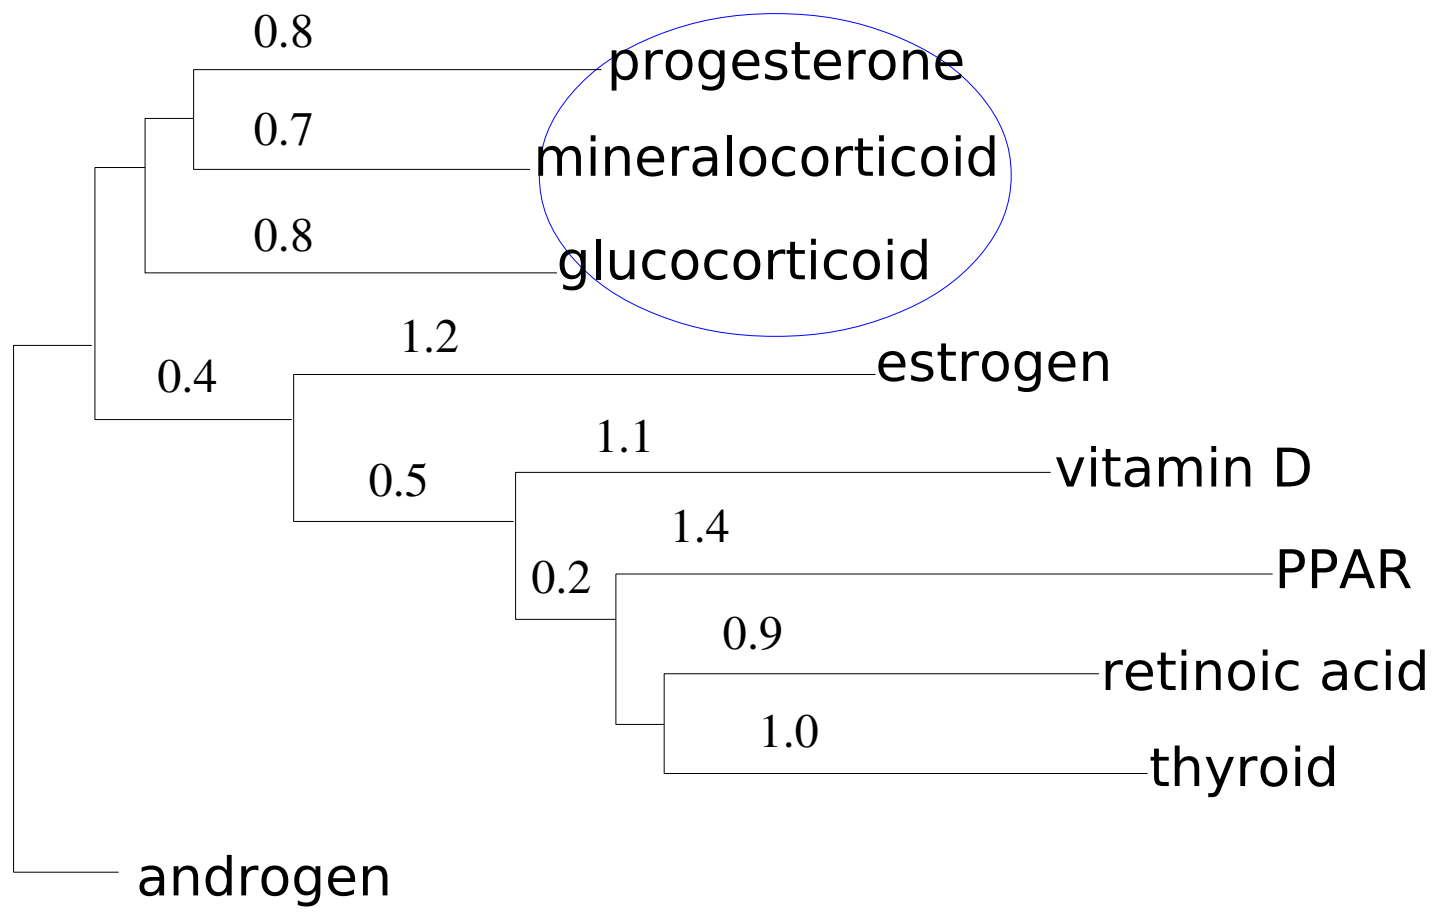 0.8
progesterone
0.7
mineralocorticoid
0.8
glucocorticoid
1.2
estrogen
0.4
1.1
vitamin D
0.5
1.4
PPAR
0.2
0.9
retinoic acid
1.0
thyroid
androgen